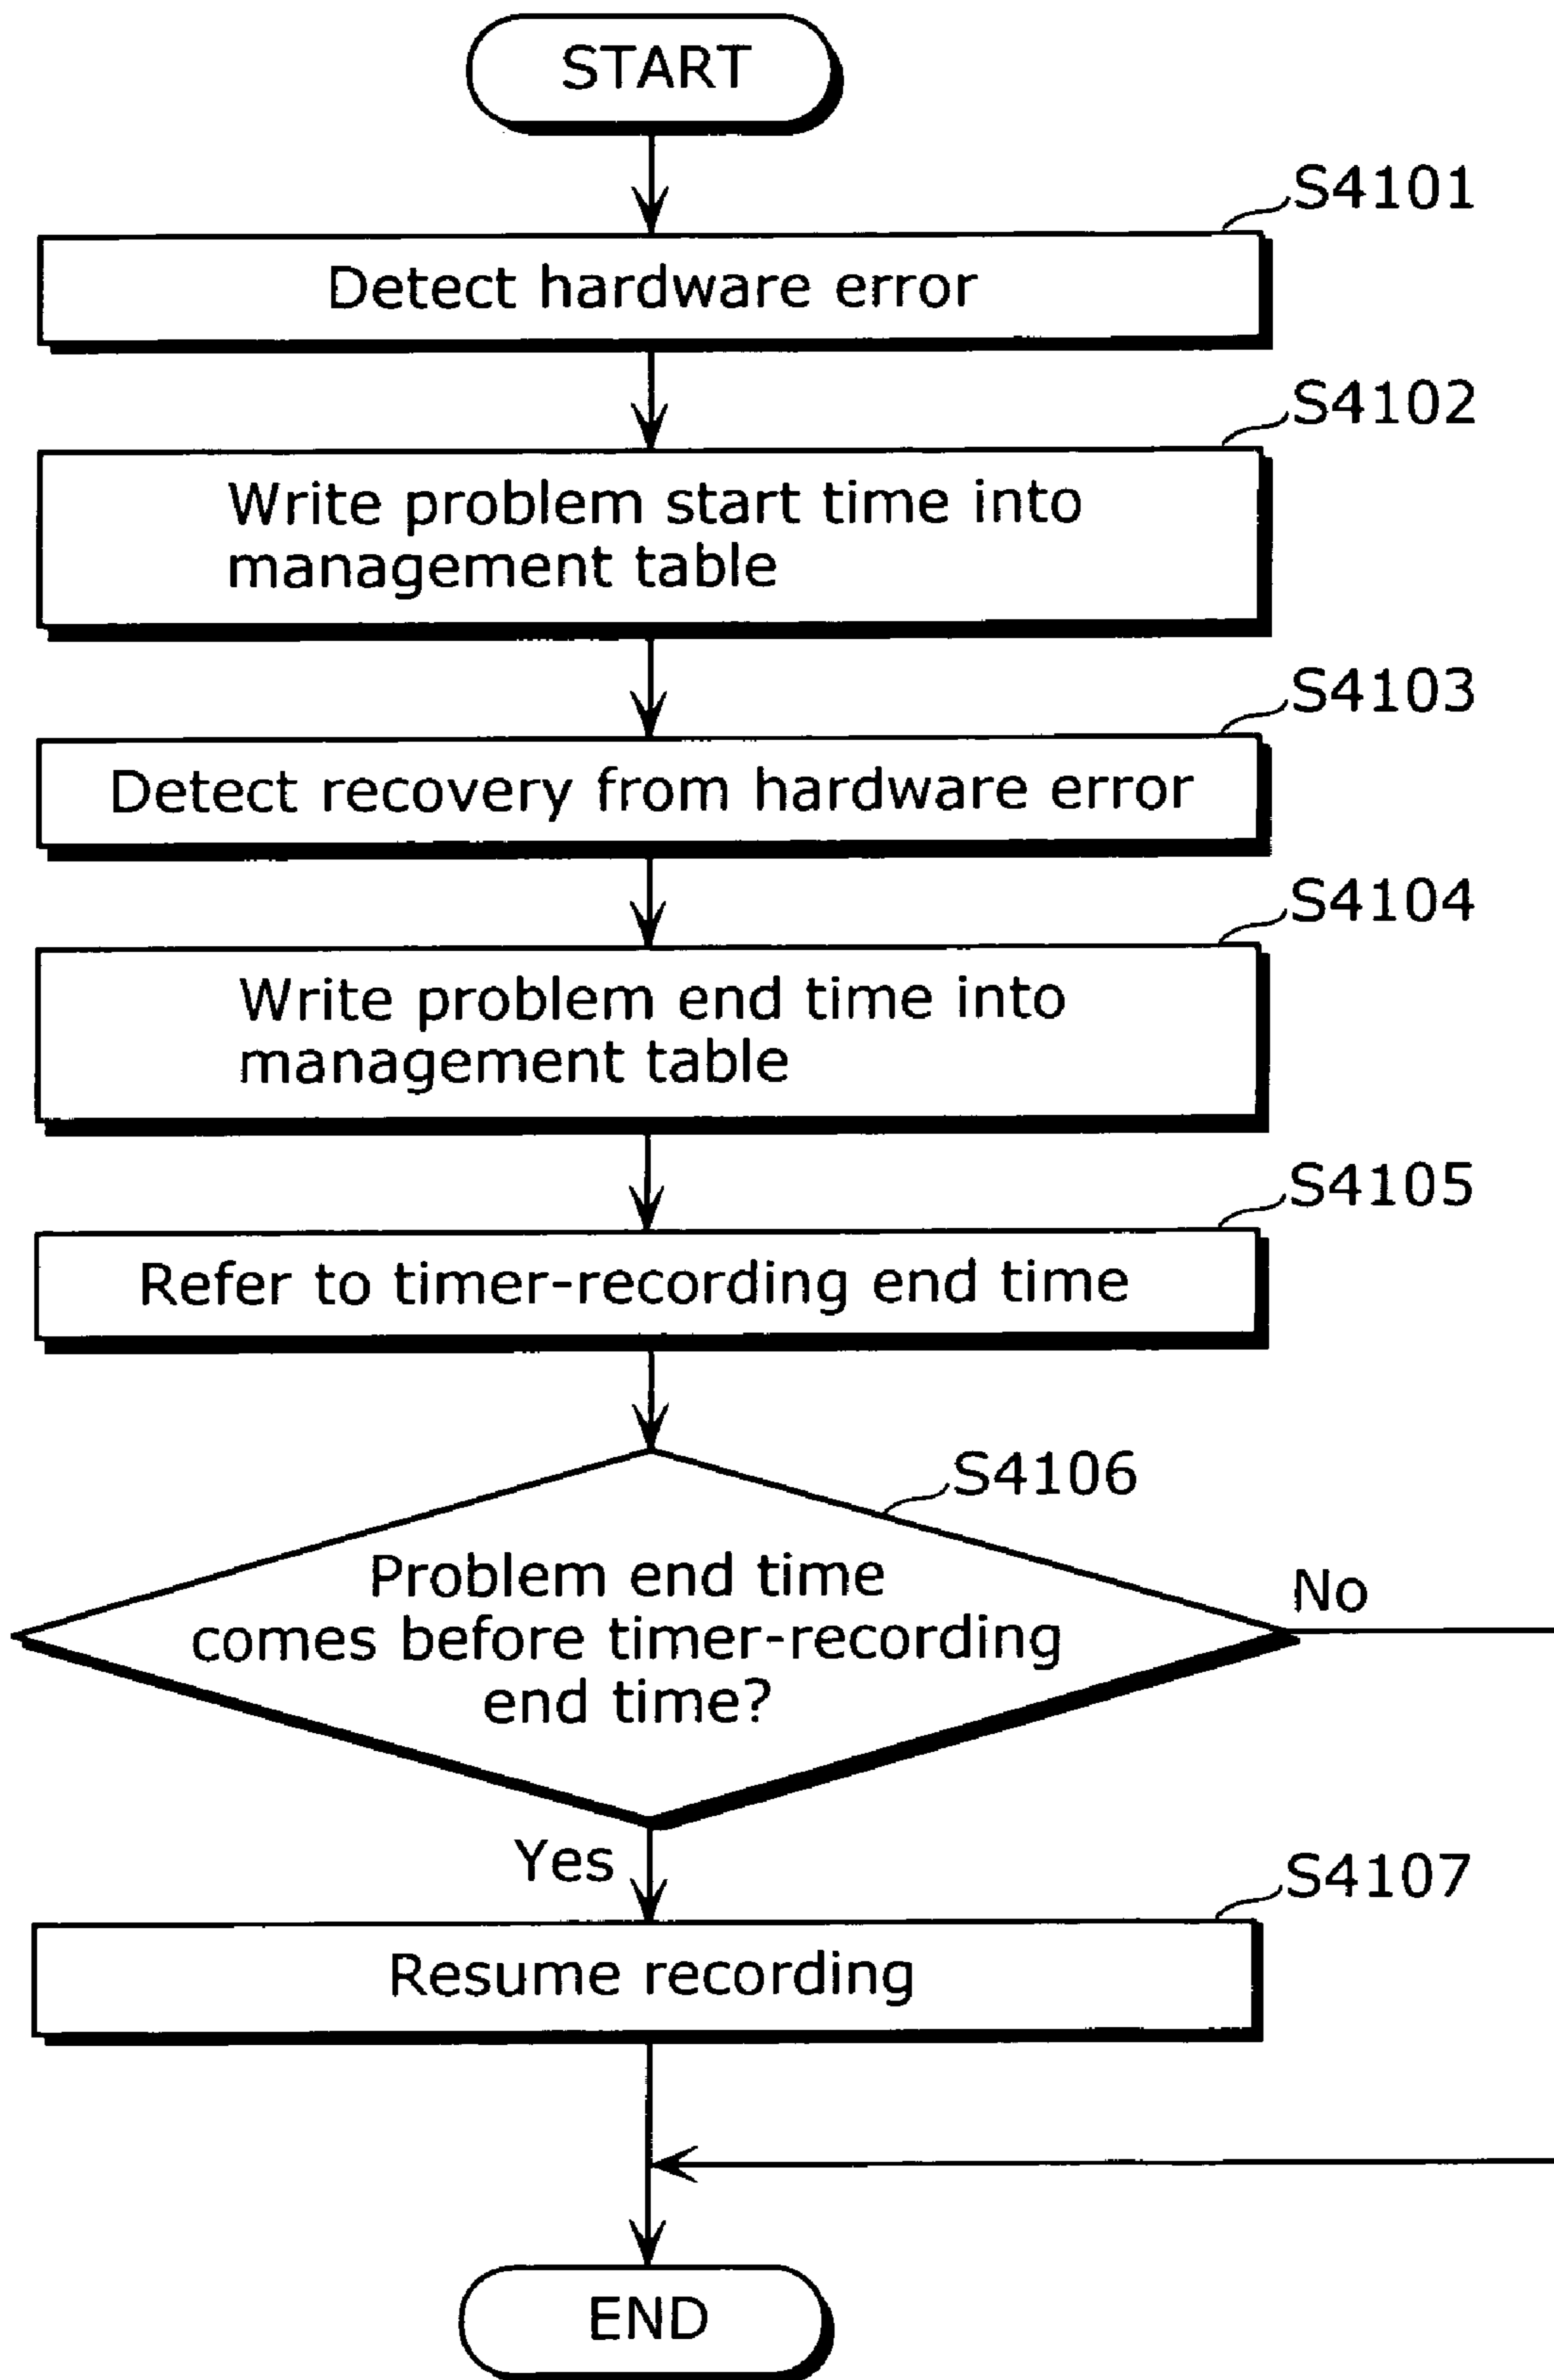 START
S4101
Detect hardware error
S4102
Write problem start time into
management table
S4103
Detect recovery from hardware error
S4104
Write problem end time into
management table
S4105
Refer to timer-recording end time
S4106
Problem end time
comes before timer-recording
end time?
No
Yes
S4107
Resume recording
END